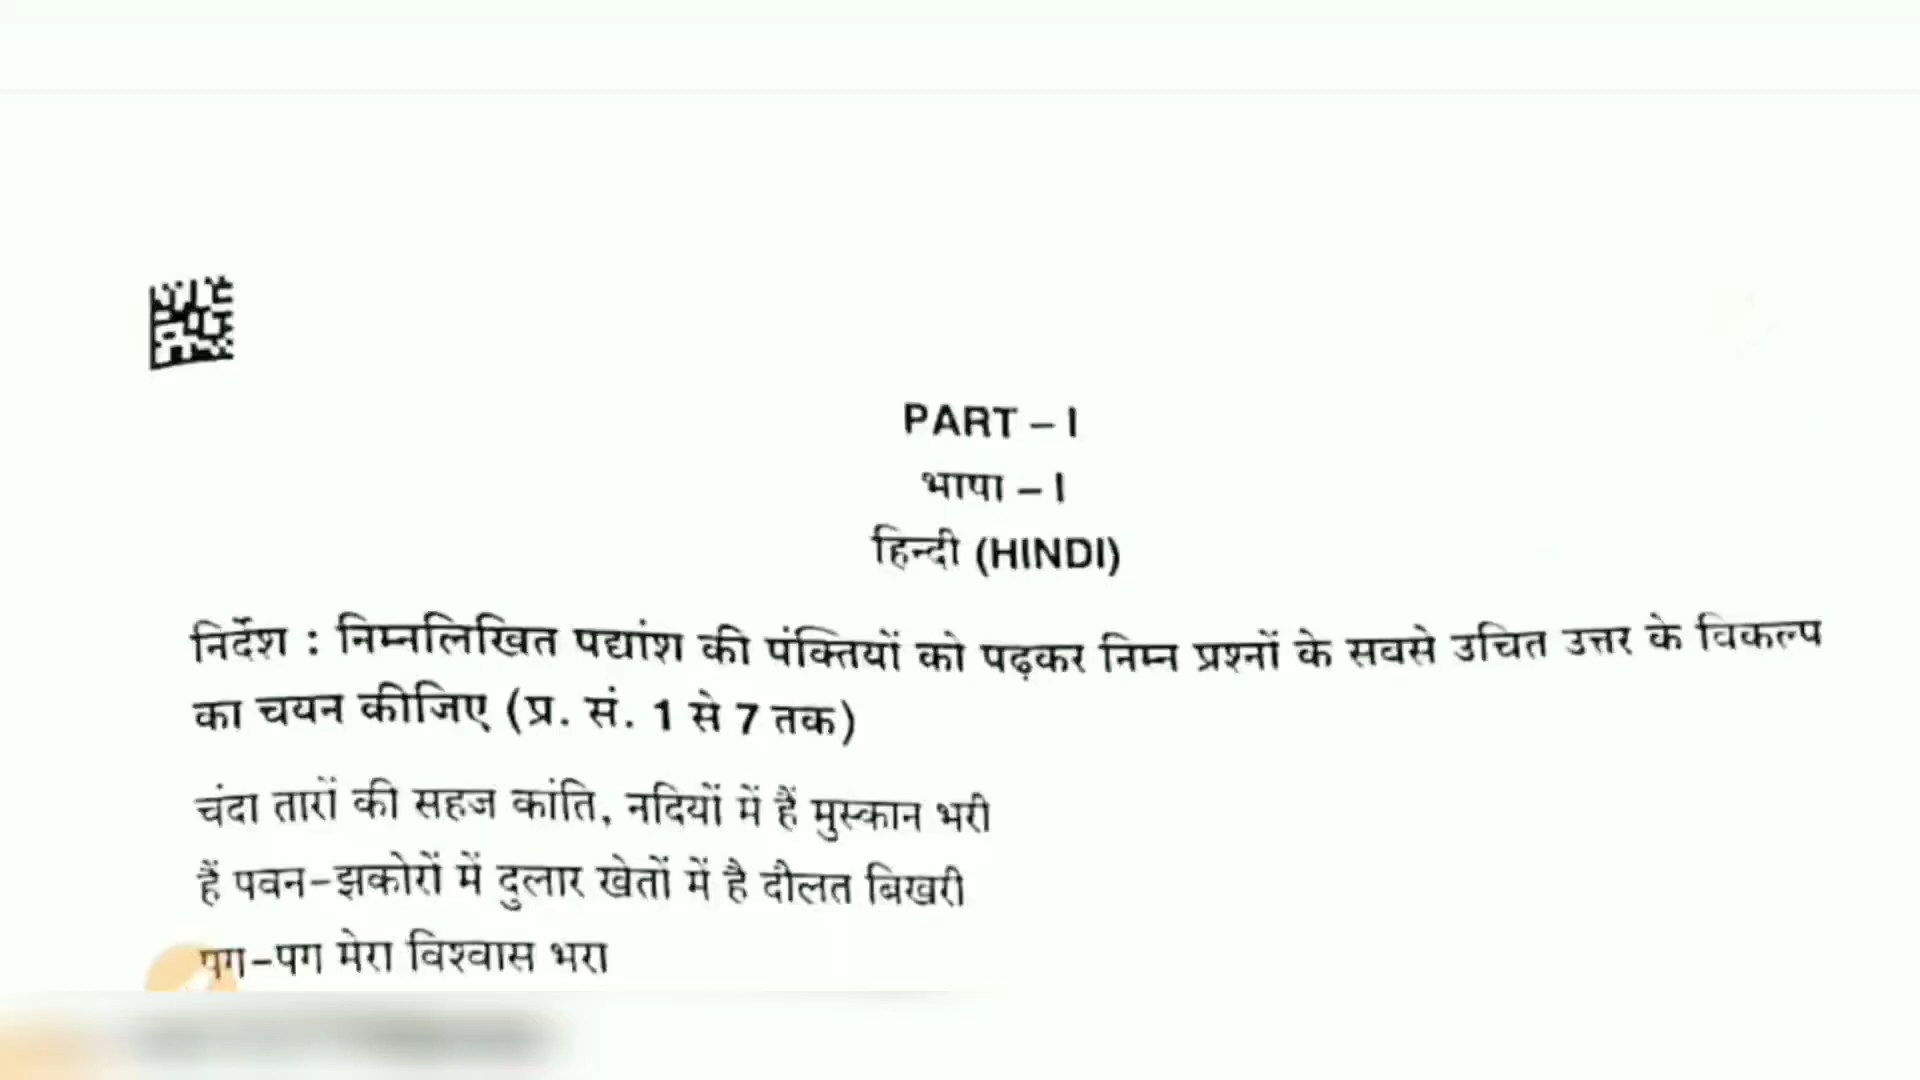 PART – I
भाषा – I
हिन्दी (HINDI)
निर्देश : निम्नलिखित पद्यांश की पंक्तियों को पढ़कर निम्न प्रश्नों के सबसे उचित उत्तर के विकल्प
का चयन कीजिए (प्र. सं. 1 से 7 तक)
चंदा तारों की सहज कांति, नदियों में हैं मुस्कान भरी
हैं पवन-झकोरों में दुलार खेतों में है दौलत बिखरी
पग-पग मेरा विश्वास भरा